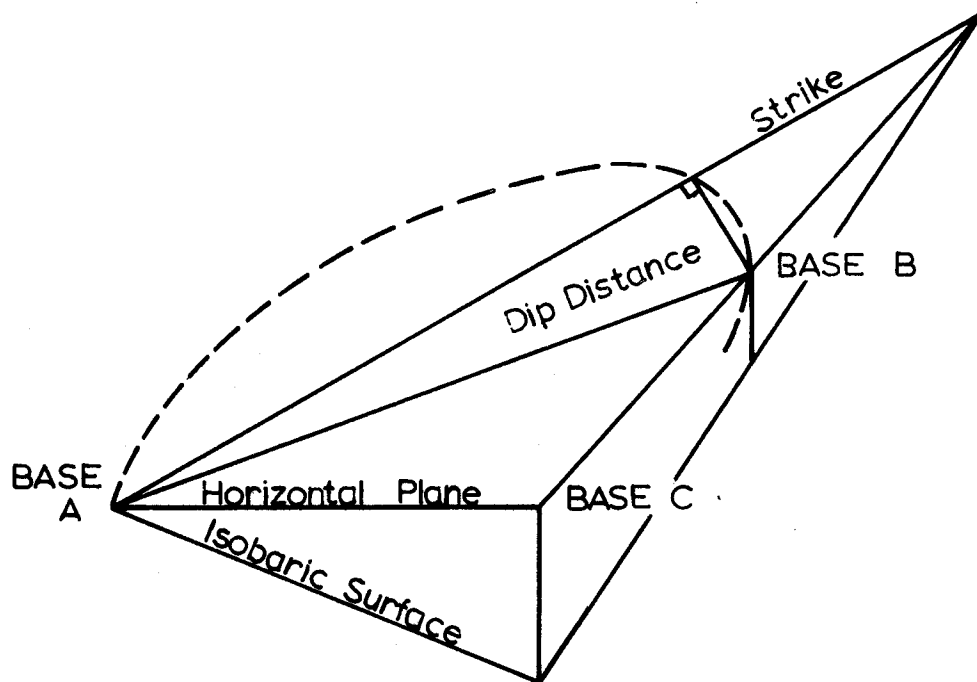 Strike
BASE B
Dip Distance
BASE
A
Horizontal Plane
BASE C
Isobaric Surface